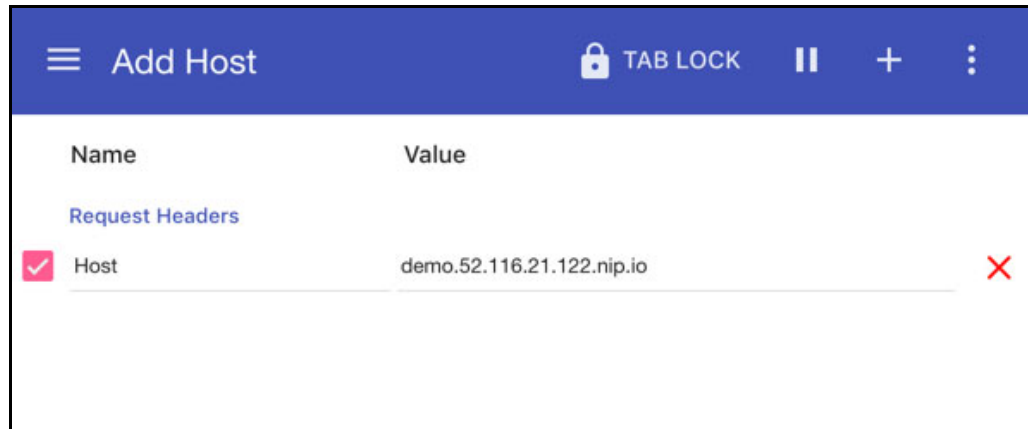 Add Host TAB LOCK
Name Value
Request Headers
Host demo.52.116.21.122.nip.io